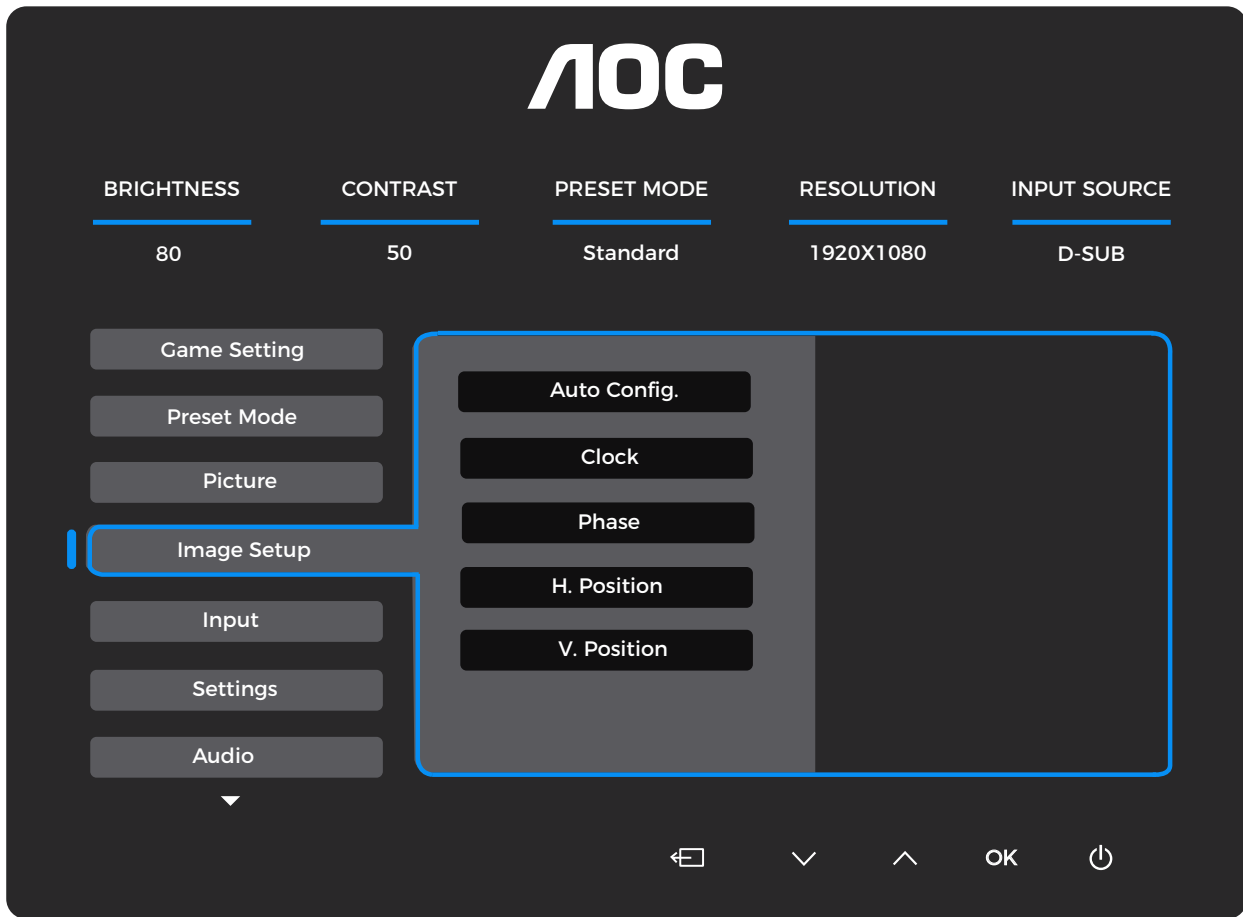 AOC
BRIGHTNESS CONTRAST PRESET MODE RESOLUTION INPUT SOURCE
80 50 Standard 1920X1080 D-SUB
Game Setting
Preset Mode
Picture
Image Setup
Input
Settings
Audio
Auto Config.
Clock
Phase
H. Position
V. Position
OK